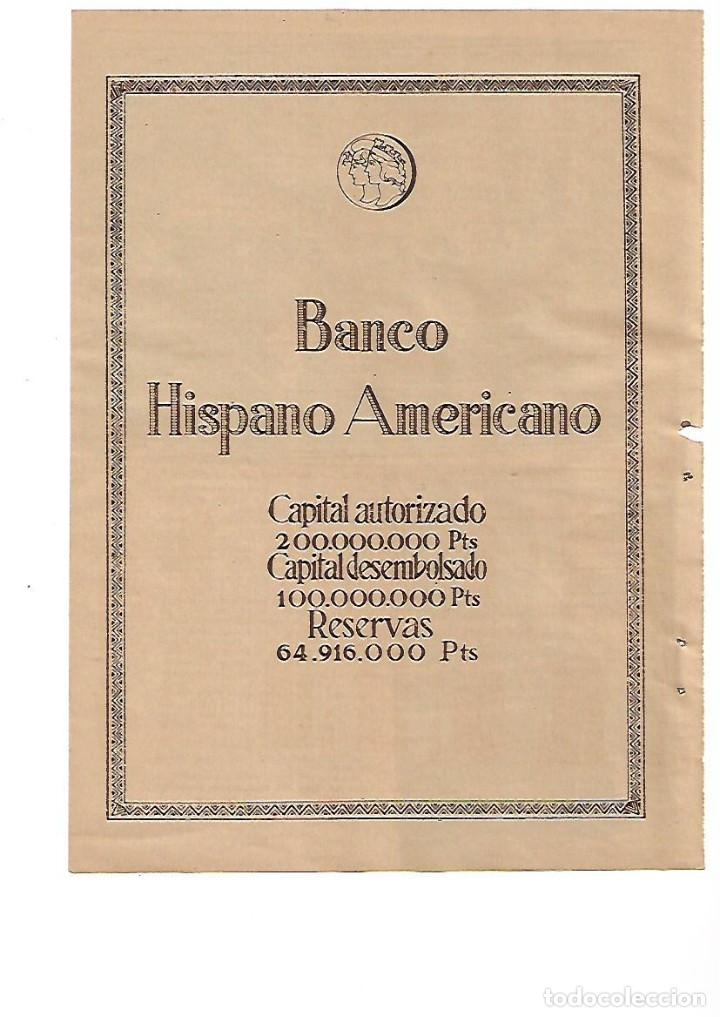 Banco
Hispano Americano
Capital autorizado
200.000.000 Pts
Capital desembolsado
100.000.000 Pts
Reservas
64.916.000 Pts
todocoleccion